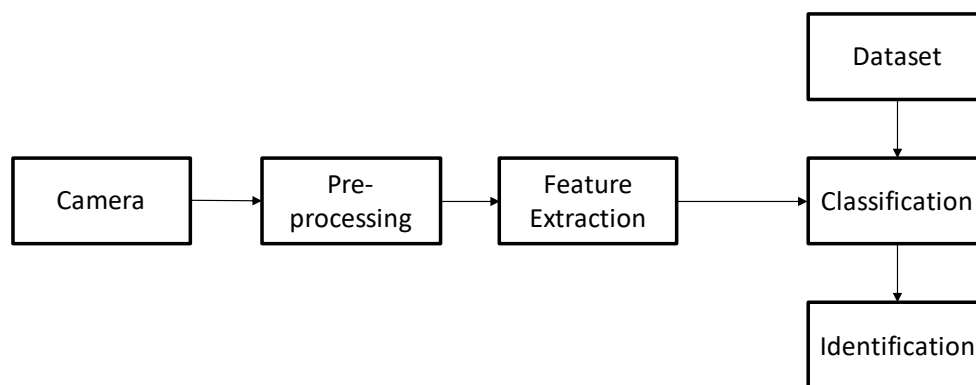 Dataset
Camera
Pre-
processing
Feature
Extraction
Classification
Identification